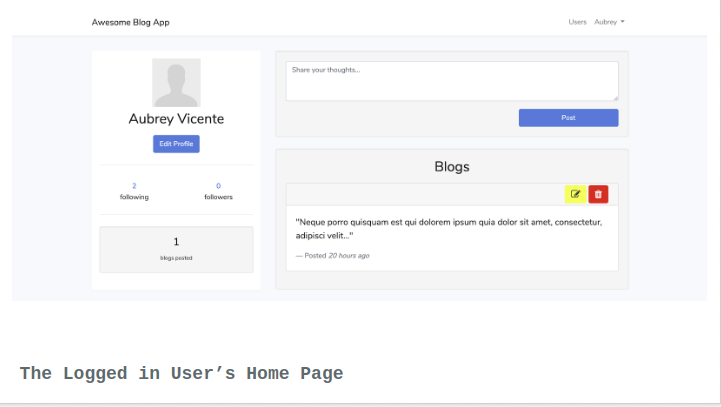 Awesome Blog App
Users Aubrey
Aubrey Vicente
Edit Profile
2 0
following followers
1
blogs posted
Share your thoughts...
Post
Blogs
"Neque porro quisquam est qui dolorem ipsum quia dolor sit amet, consectetur,
adipisci velit..."
— Posted 20 hours ago
The Logged in User’s Home Page